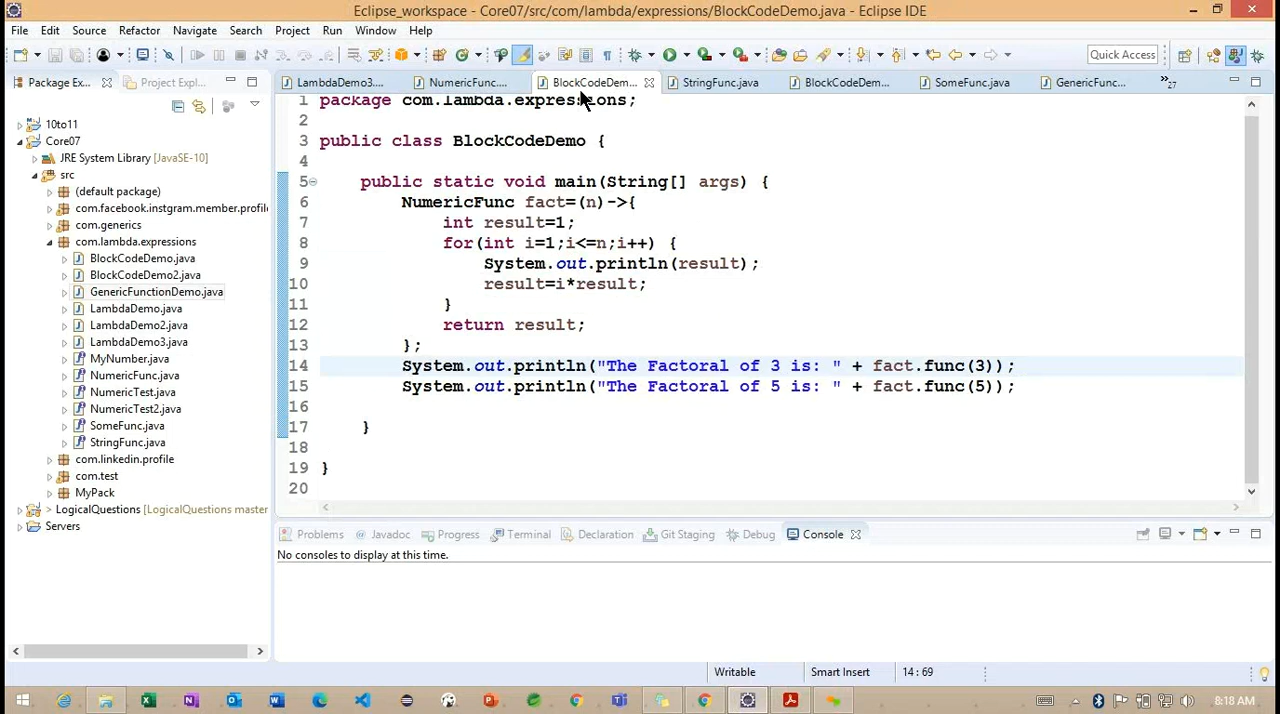 Eclipse_workspace - Core07/src/com/lambda/expressions/BlockCodeDemo.java - Eclipse IDE
File Edit Source Refactor Navigate Search Project Run Window Help
Quick Access
Package Ex... Project Expl...
LambdaDemo3.... NumericFunc.... BlockCodeDem... StringFunc.java BlockCodeDem... SomeFunc.java GenericFunc... 27
10to11
Core07
JRE System Library [JavaSE-10]
src
(default package)
com.facebook.instgram.member.profil
com.generics
com.lambda.expressions
BlockCodeDemo.java
BlockCodeDemo2.java
GenericFunctionDemo.java
LambdaDemo.java
LambdaDemo2.java
LambdaDemo3.java
MyNumber.java
NumericFunc.java
NumericTest.java
NumericTest2.java
SomeFunc.java
StringFunc.java
com.linkedin.profile
com.test
MyPack
> LogicalQuestions [LogicalQuestions master
Servers
1 package com.lambda.expressions;
2
3 public class BlockCodeDemo {
4
5 public static void main(String[] args) {
6 NumericFunc fact=(n)->{
7 int result=1;
8 for(int i=1;i<=n;i++) {
9 System.out.println(result);
10 result=i*result;
11 }
12 return result;
13 };
14 System.out.println("The Factoral of 3 is: " + fact.func(3));
15 System.out.println("The Factoral of 5 is: " + fact.func(5));
16
17 }
18
19 }
20
Problems Javadoc Progress Terminal Declaration Git Staging Debug Console
No consoles to display at this time.
Writable Smart Insert 14 : 69
8:18 AM